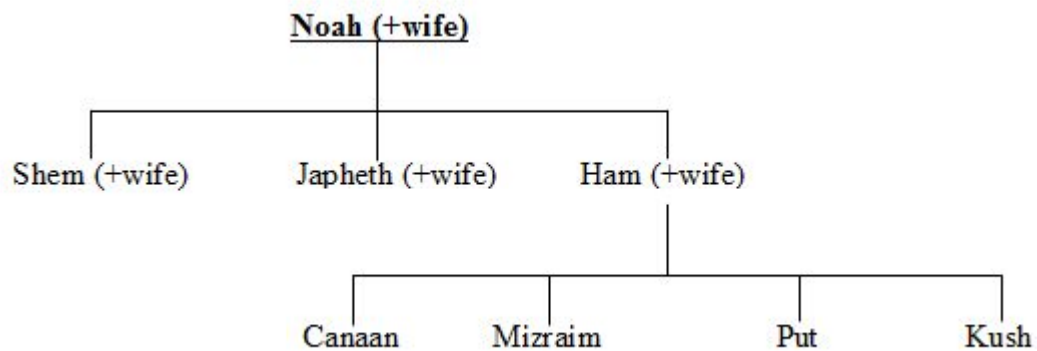 Noah (+wife)
Shem (+wife) Japheth (+wife) Ham (+wife)
Canaan Mizraim Put Kush